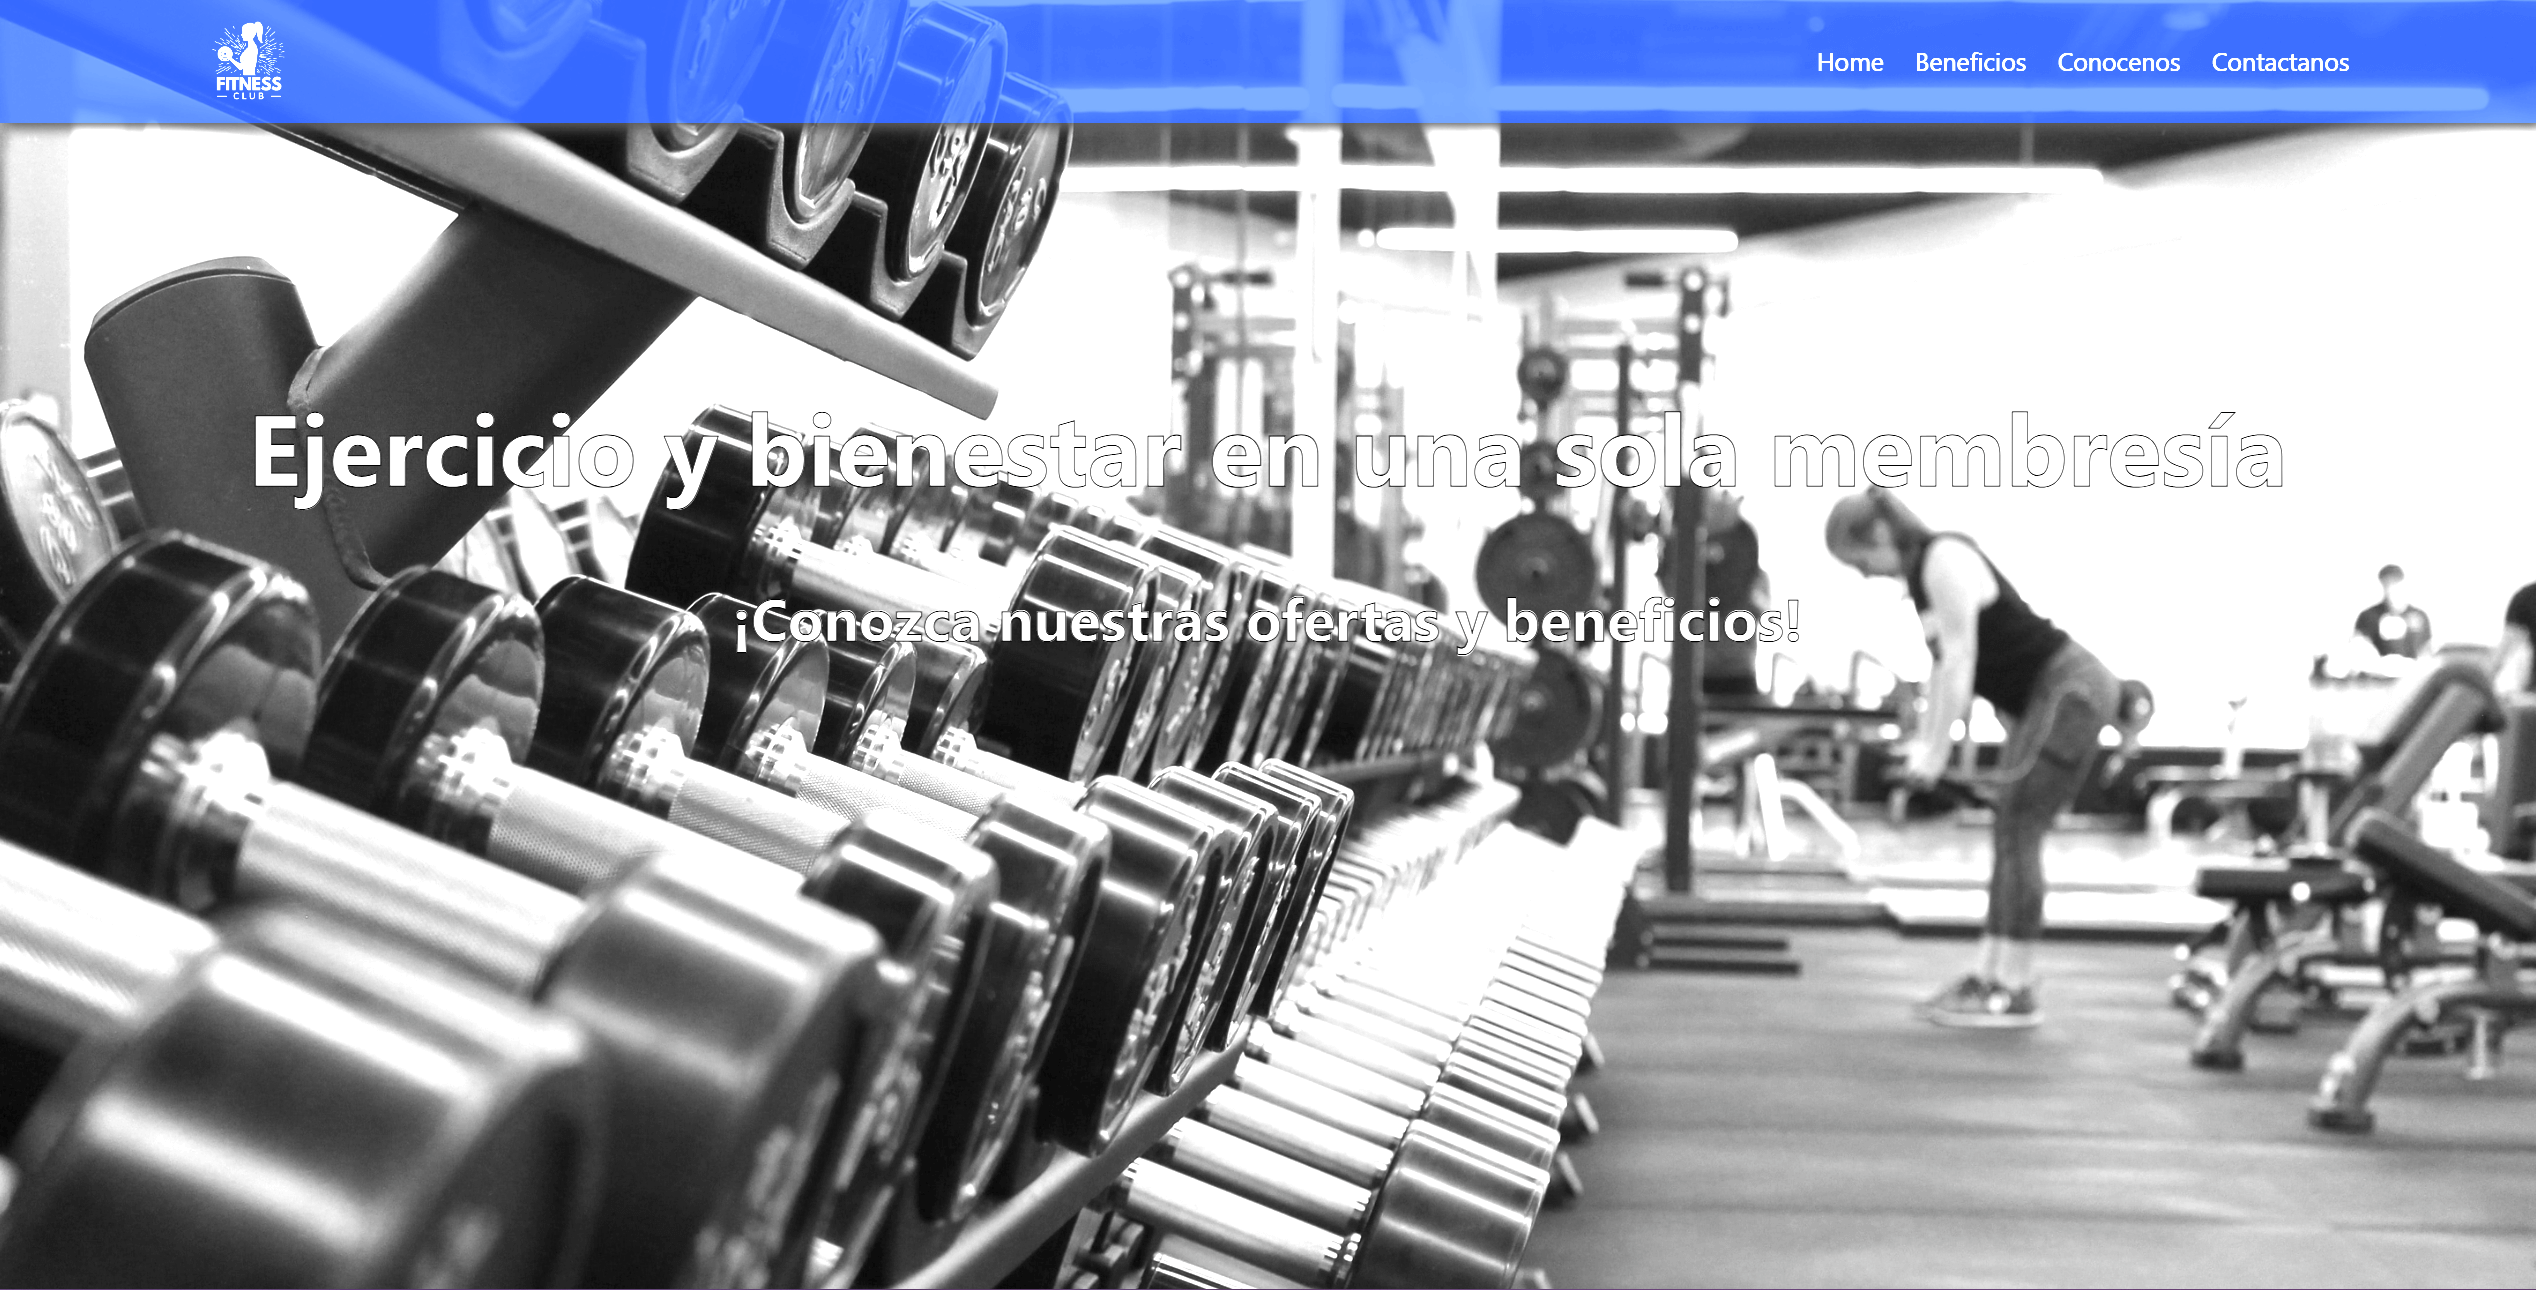 FITNESS
CLUB
Home Beneficios Conocenos Contactanos
Ejercicio y bienestar en una sola membresía
¡Conozca nuestras ofertas y beneficios!